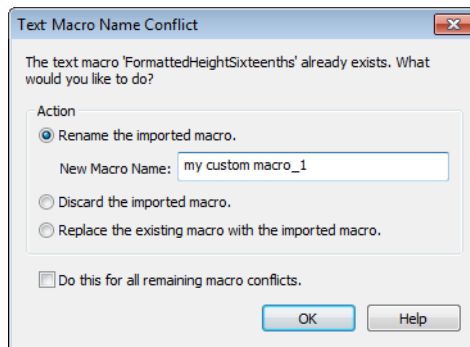 Text Macro Name Conflict
The text macro 'FormattedHeightSixteenths' already exists. What
would you like to do?
Action
Rename the imported macro.
New Macro Name: my custom macro_1
Discard the imported macro.
Replace the existing macro with the imported macro.
Do this for all remaining macro conflicts.
OK Help